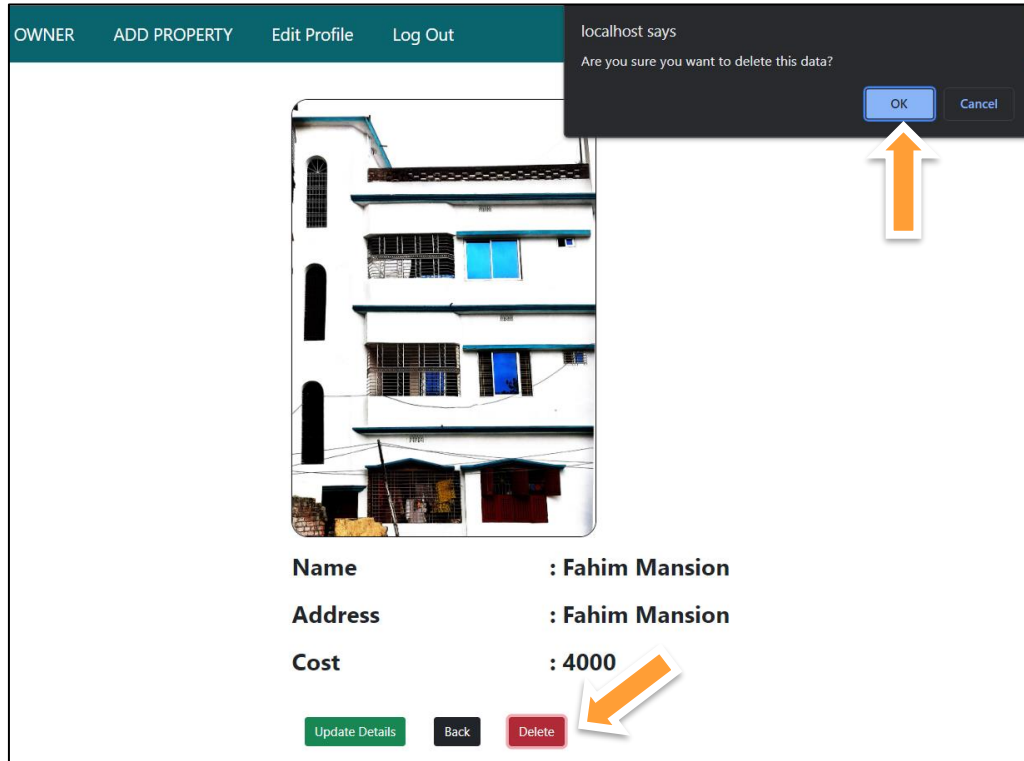 OWNER ADD PROPERTY Edit Profile Log Out
localhost says
Are you sure you want to delete this data?
OK Cancel
Name : Fahim Mansion
Address : Fahim Mansion
Cost : 4000
Update Details Back Delete